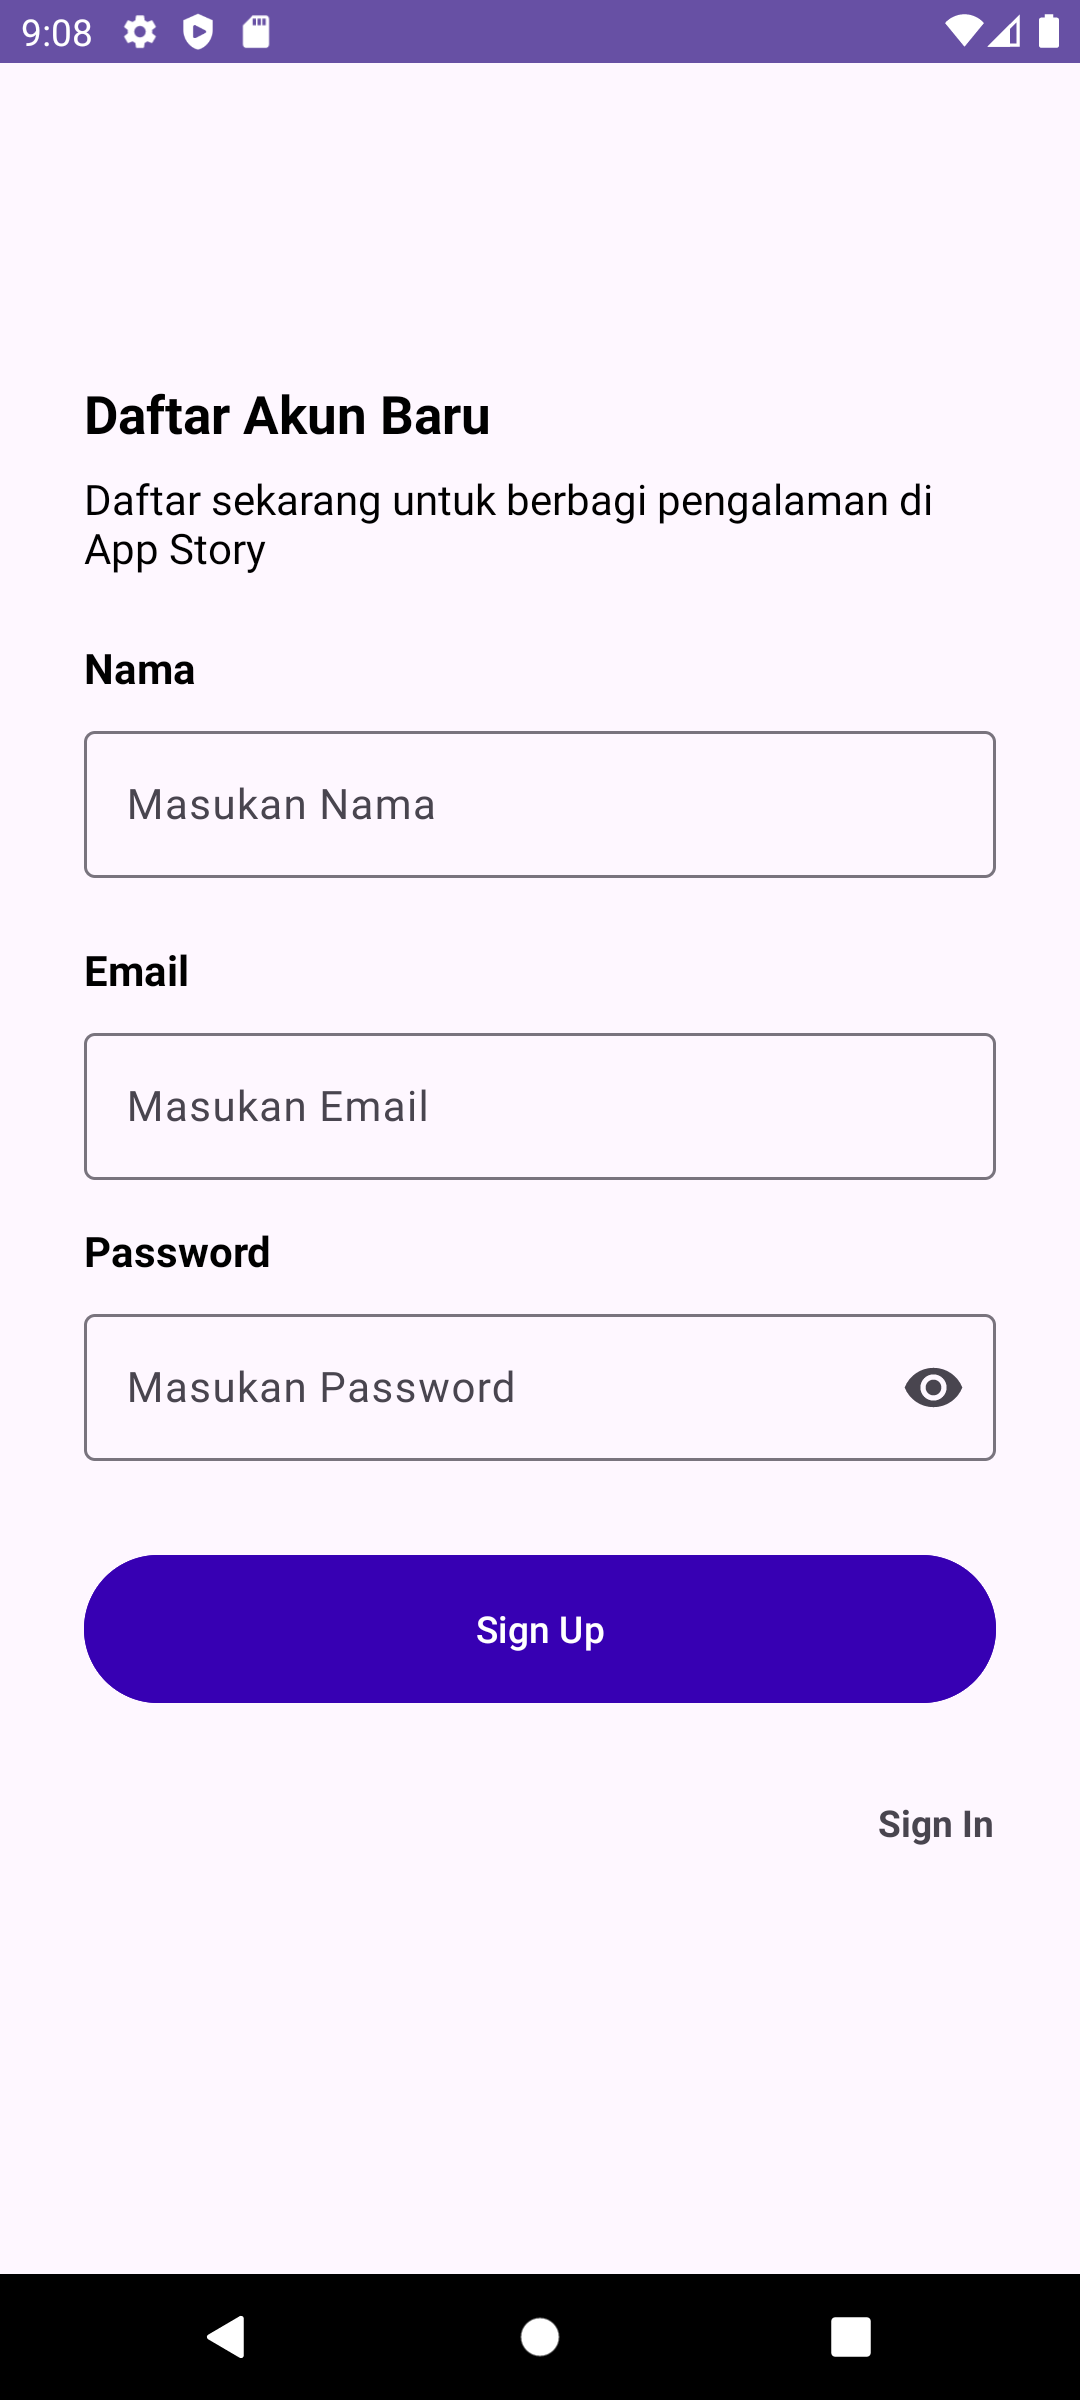 9:08
Daftar Akun Baru
Daftar sekarang untuk berbagi pengalaman di
App Story
Nama
Masukan Nama
Email
Masukan Email
Password
Masukan Password
Sign Up
Sign In